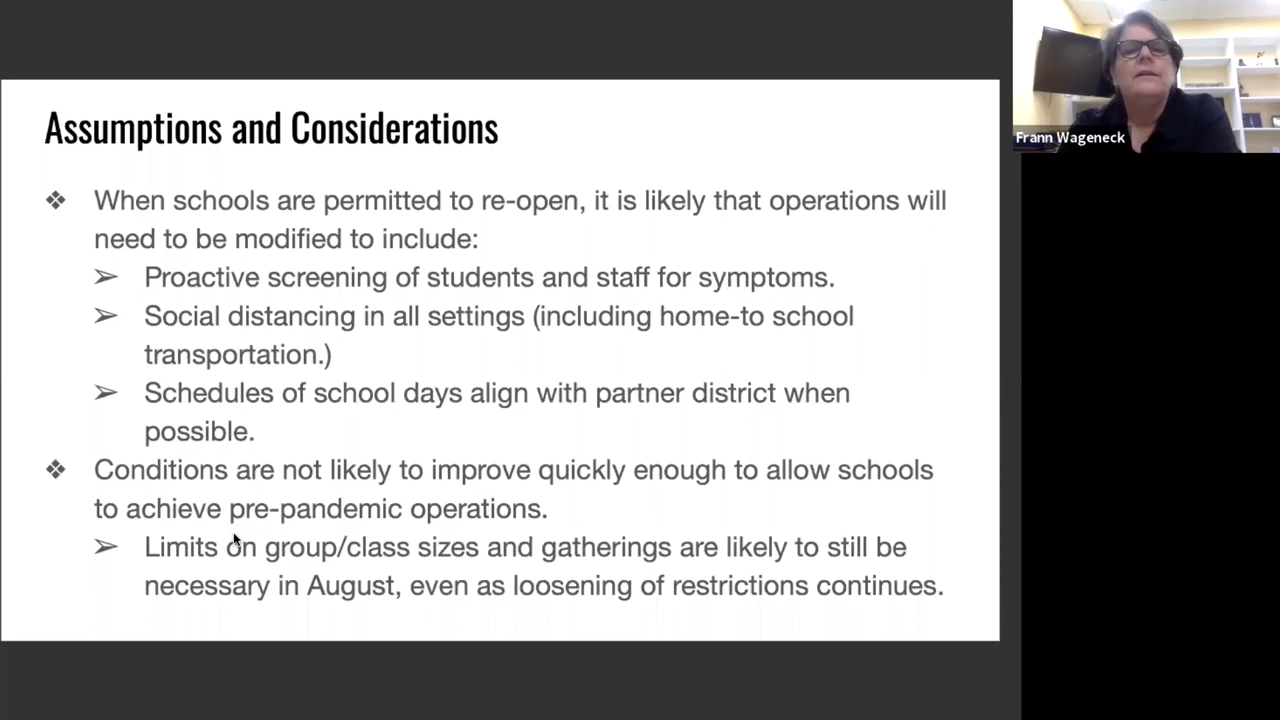 Assumptions and Considerations
❖ When schools are permitted to re-open, it is likely that operations will
need to be modified to include:
➢ Proactive screening of students and staff for symptoms.
➢ Social distancing in all settings (including home-to school
transportation.)
➢ Schedules of school days align with partner district when
possible.
❖ Conditions are not likely to improve quickly enough to allow schools
to achieve pre-pandemic operations.
➢ Limits on group/class sizes and gatherings are likely to still be
necessary in August, even as loosening of restrictions continues.
Frann Wageneck